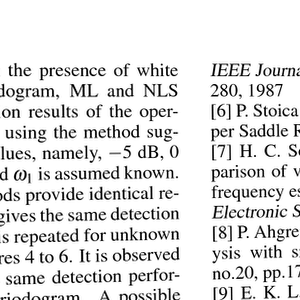 the presence of white
dogram, ML and NLS
on results of the oper-
using the method sug-
lues, namely, −5 dB, 0
d ω₁ is assumed known.
ods provide identical re-
gives the same detection
is repeated for unknown
res 4 to 6. It is observed
same detection perfor-
riodogram. A possible
IEEE Journa
280, 1987
[6] P. Stoica
per Saddle R
[7] H. C. So
parison of v
frequency es
Electronic S
[8] P. Ahgre
ysis with s
no.20, pp.17
[9] E. K. L